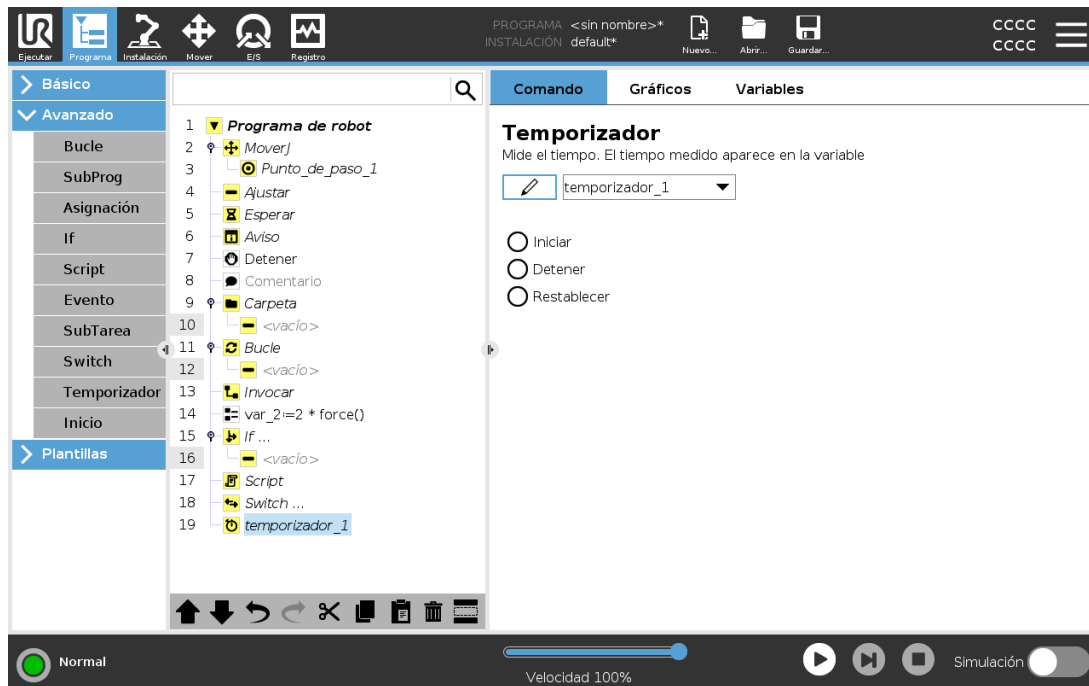 PROGRAMA <sin nombre>*
INSTALACIÓN default*
CCCC
CCCC
UR
Ejecutar Programa Instalación Mover E/S Registro Nuevo... Abrir... Guardar...
Básico
Avanzado
Bucle
SubProg
Asignación
If
Script
Evento
SubTarea
Switch
Temporizador
Inicio
Plantillas
1 Programa de robot
2 MoverJ
3 Punto_de_paso_1
4 Ajustar
5 Esperar
6 Aviso
7 Detener
8 Comentario
9 Carpeta
10 <vacío>
11 Bucle
12 <vacío>
13 Invocar
14 var_2:=2 * force()
15 If ...
16 <vacío>
17 Script
18 Switch ...
19 temporizador_1
Comando Gráficos Variables
Temporizador
Mide el tiempo. El tiempo medido aparece en la variable
temporizador_1
Iniciar
Detener
Restablecer
Normal
Velocidad 100%
Simulación